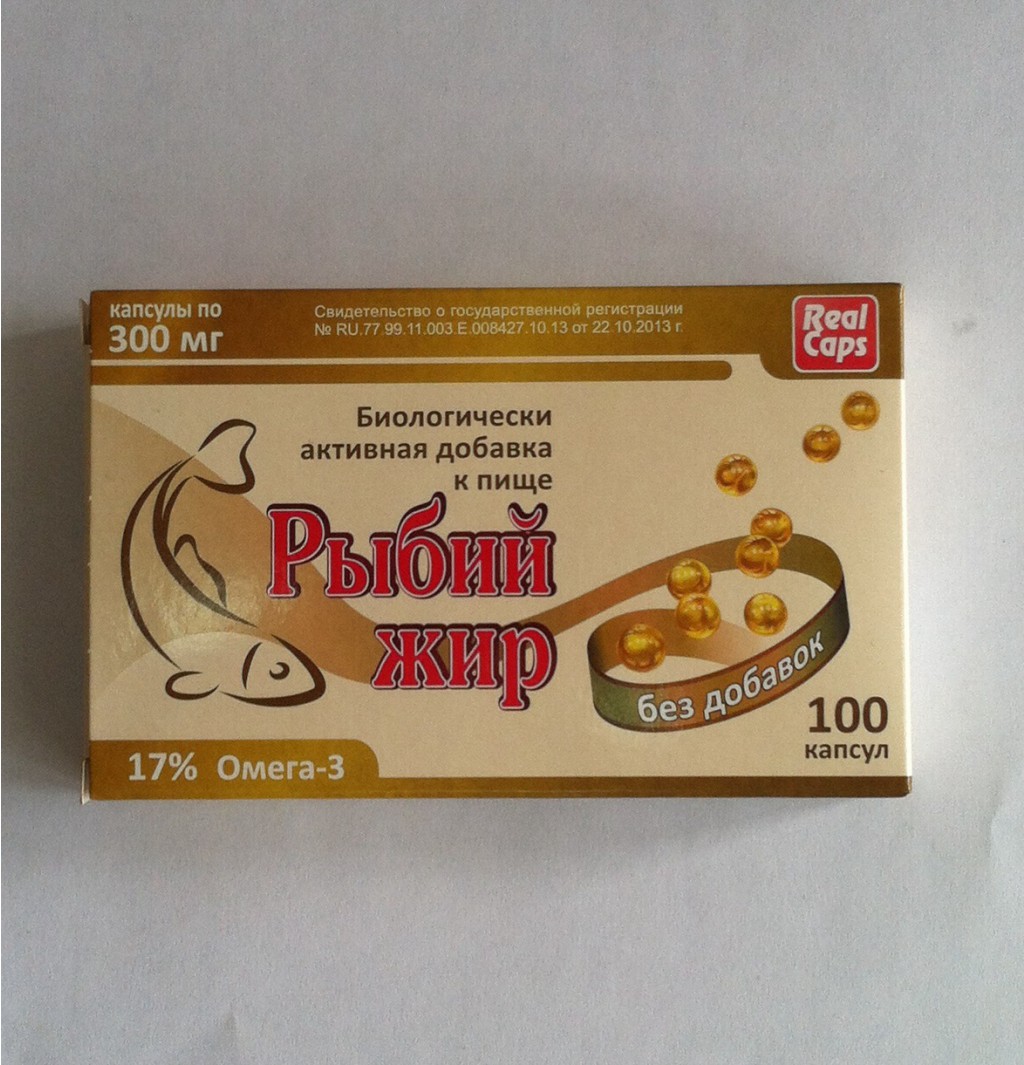 капсулы по
300 мг
Свидетельство о государственной регистрации
№ RU.77.99.11.003.Е.008427.10.13 от 22.10.2013 г.
Real
Caps
Биологически
активная добавка
к пище
Рыбий
жир
без добавок
100
капсул
17% Омега-3